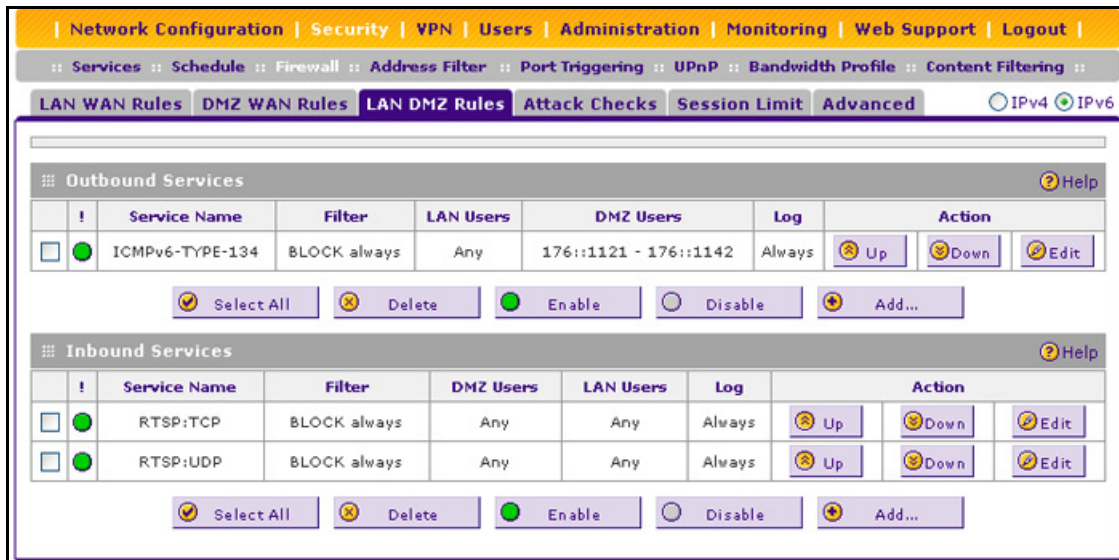 | Network Configuration | Security | VPN | Users | Administration | Monitoring | Web Support | Logout |
:: Services :: Schedule :: Firewall :: Address Filter :: Port Triggering :: UPnP :: Bandwidth Profile :: Content Filtering ::
LAN WAN Rules DMZ WAN Rules LAN DMZ Rules Attack Checks Session Limit Advanced IPv4 IPv6
Outbound Services ? Help
! Service Name Filter LAN Users DMZ Users Log Action
ICMPv6-TYPE-134 BLOCK always Any 176::1121 - 176::1142 Always Up Down Edit
Select All Delete Enable Disable Add...
Inbound Services ? Help
! Service Name Filter DMZ Users LAN Users Log Action
RTSP:TCP BLOCK always Any Any Always Up Down Edit
RTSP:UDP BLOCK always Any Any Always Up Down Edit
Select All Delete Enable Disable Add...